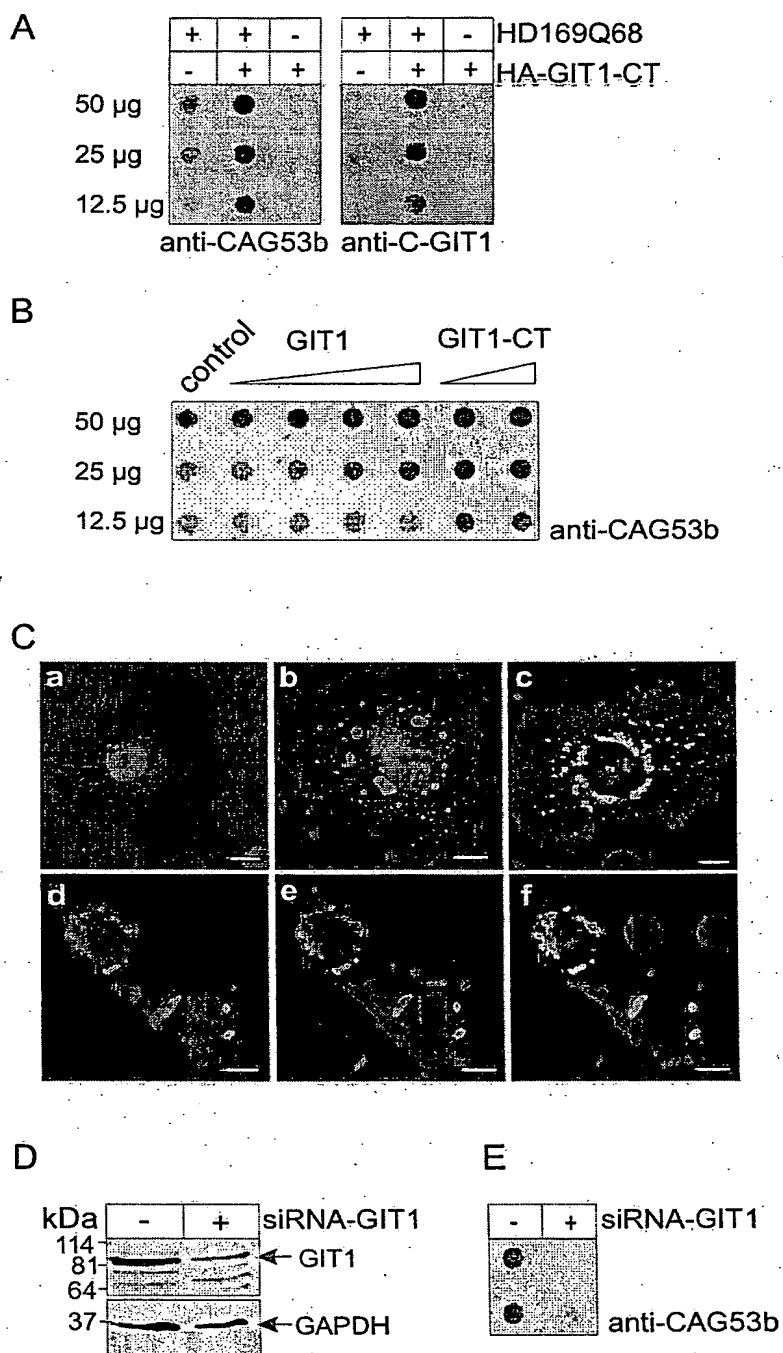 A
+ + - + + - HD169Q68
- + + - + + HA-GIT1-CT
50 µg
25 µg
12.5 µg
anti-CAG53b anti-C-GIT1
B
control GIT1 GIT1-CT
50 µg
25 µg
12.5 µg
anti-CAG53b
C
a b c
d e f
D
kDa - + siRNA-GIT1
114
81 GIT1
64
37 GAPDH
E
- + siRNA-GIT1
anti-CAG53b